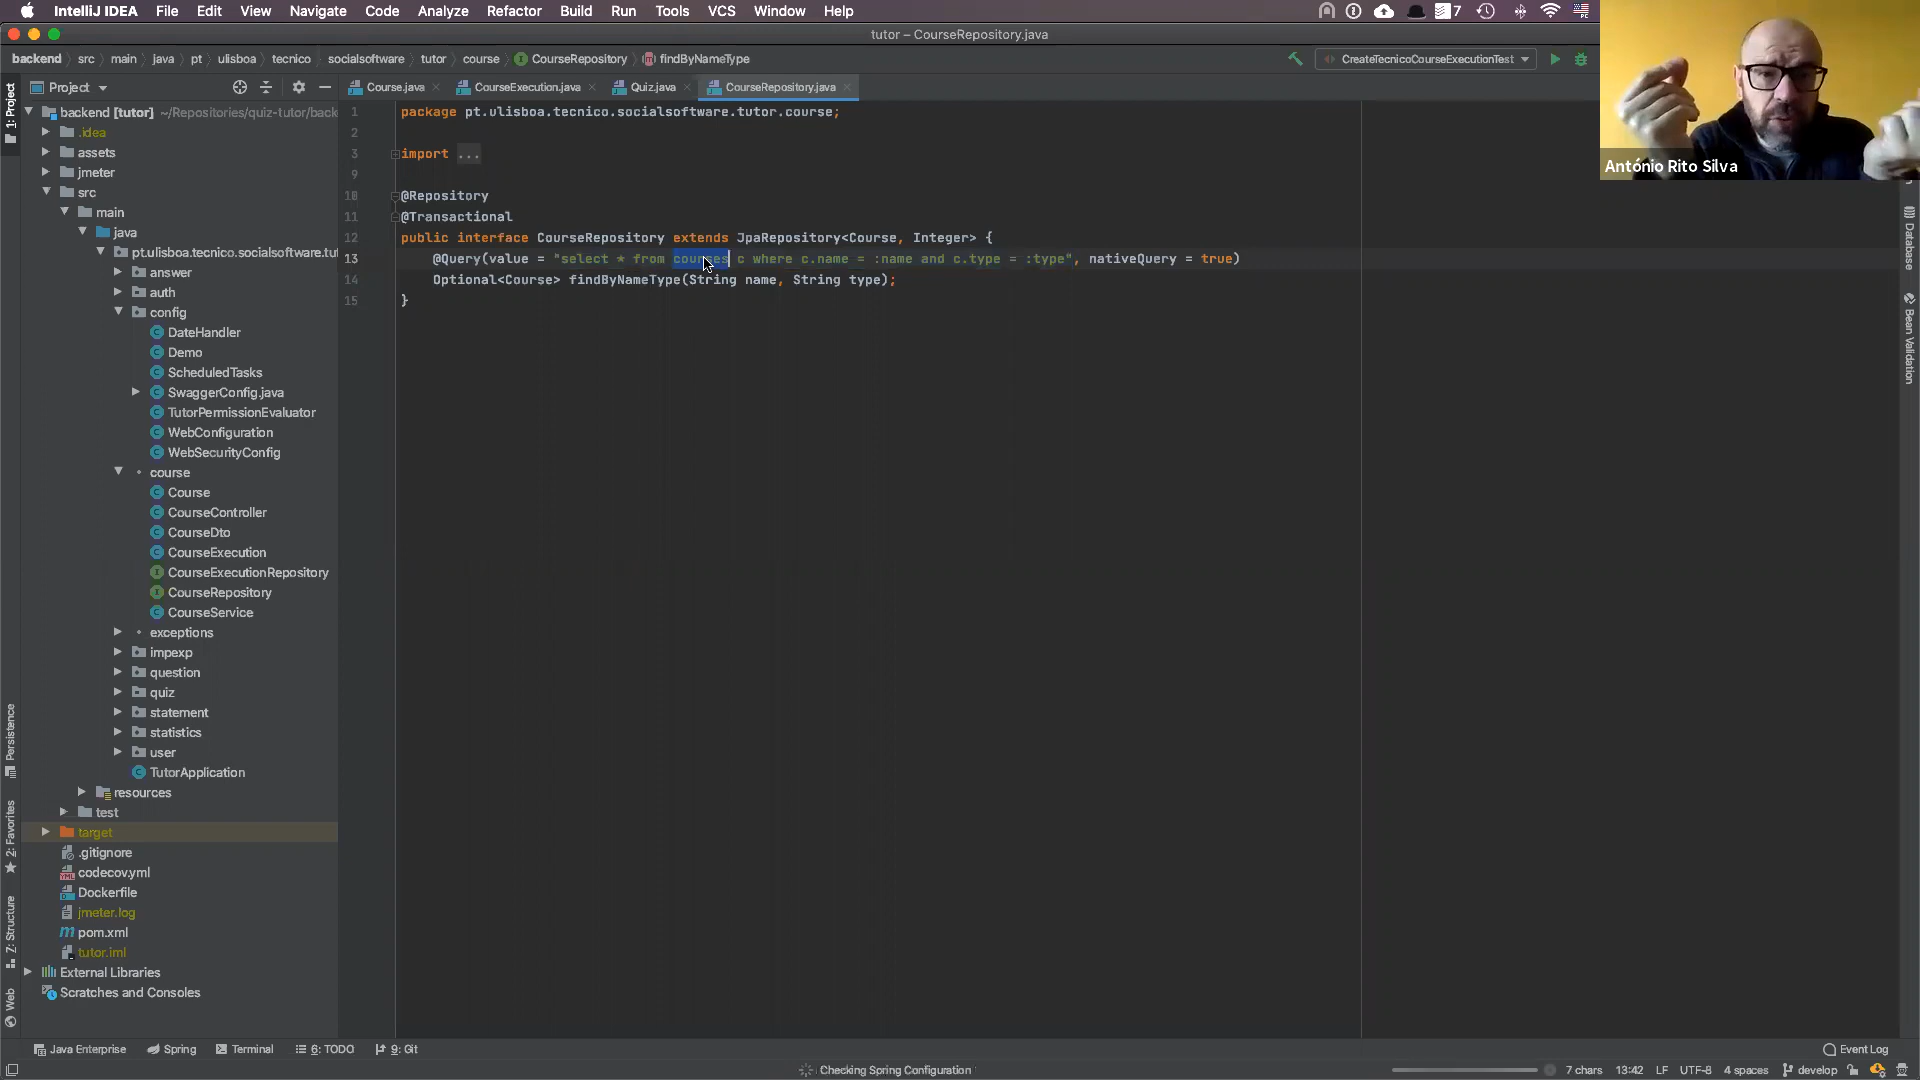 IntelliJ IDEA File Edit View Navigate Code Analyze Refactor Build Run Tools VCS Window Help 7
tutor – CourseRepository.java
backend src main java pt ulisboa tecnico socialsoftware tutor course CourseRepository findByNameType CreateTecnicoCourseExecutionTest
António Rito Silva
Project
Course.java CourseExecution.java Quiz.java CourseRepository.java
1: Project
backend [tutor] ~/Repositories/quiz-tutor/back
.idea
assets
jmeter
src
main
java
pt.ulisboa.tecnico.socialsoftware.tut
answer
auth
config
DateHandler
Demo
ScheduledTasks
SwaggerConfig.java
TutorPermissionEvaluator
WebConfiguration
WebSecurityConfig
course
Course
CourseController
CourseDto
CourseExecution
CourseExecutionRepository
CourseRepository
CourseService
exceptions
impexp
question
quiz
statement
statistics
user
TutorApplication
resources
test
target
.gitignore
codecov.yml
Dockerfile
jmeter.log
pom.xml
tutor.iml
External Libraries
Scratches and Consoles
1 package pt.ulisboa.tecnico.socialsoftware.tutor.course;
2
3 import ...
9
10 @Repository
11 @Transactional
12 public interface CourseRepository extends JpaRepository<Course, Integer> {
13 @Query(value = "select * from courses c where c.name = :name and c.type = :type", nativeQuery = true)
14 Optional<Course> findByNameType(String name, String type);
15 }
Database
Bean Validation
Persistence
2: Favorites
Z: Structure
Web
Java Enterprise Spring Terminal 6: TODO 9: Git Event Log
Checking Spring Configuration 7 chars 13:42 LF UTF-8 4 spaces develop